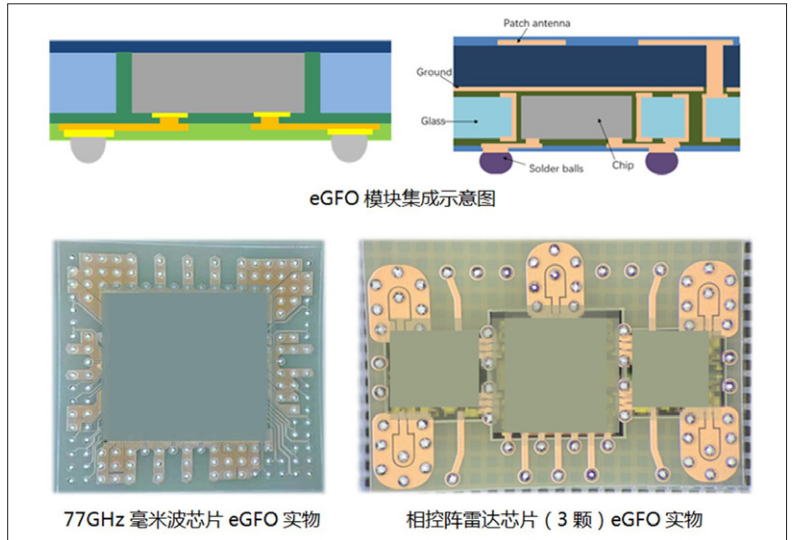 Patch antenna
Ground
Glass
Solder balls
Chip
eGFO 模块集成示意图
77GHz 毫米波芯片 eGFO 实物
相控阵雷达芯片（3 颗）eGFO 实物